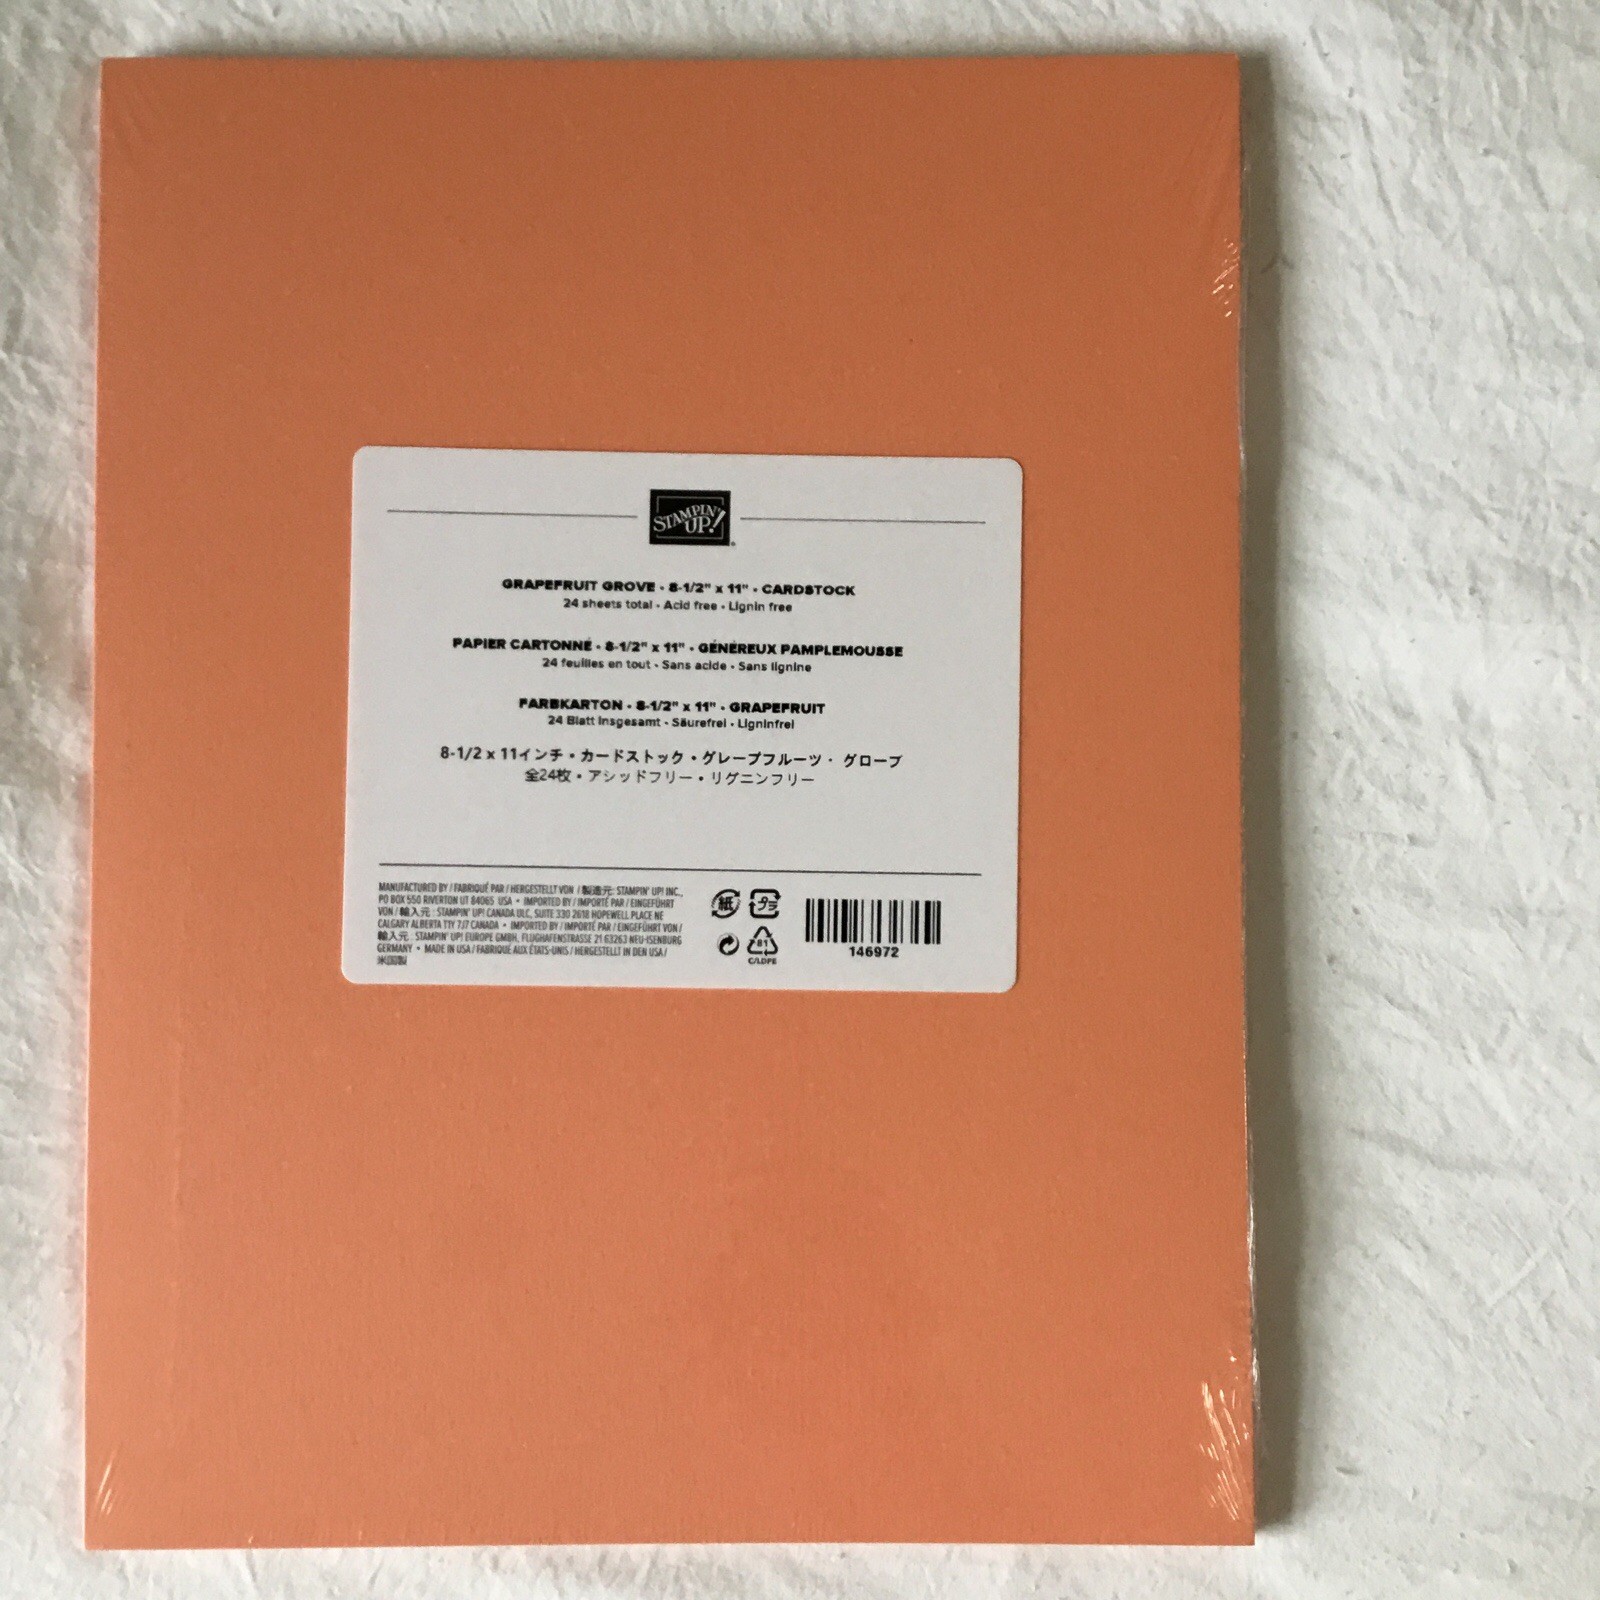 STAMPIN' UP!
GRAPEFRUIT GROVE • 8-1/2" x 11" • CARDSTOCK
24 sheets total • Acid free • Lignin free
PAPIER CARTONNÉ • 8-1/2" x 11" • GÉNÉREUX PAMPLEMOUSSE
24 feuilles en tout • Sans acide • Sans lignine
FARBKARTON • 8-1/2" x 11" • GRAPEFRUIT
24 Blatt insgesamt • Säurefrei • Ligninfrei
8-1/2 x 11インチ・カードストック・グレープフルーツ・ グローブ
全24枚・アシッドフリー・リグニンフリー
MANUFACTURED BY / FABRIQUÉ PAR / HERGESTELLT VON / 製造元: STAMPIN' UP! INC.,
PO BOX 550 RIVERTON UT 84065 USA • IMPORTED BY / IMPORTÉ PAR / EINGEFÜHRT
VON / 輸入元 : STAMPIN' UP! CANADA ULC, SUITE 330 2618 HOPEWELL PLACE NE
CALGARY ALBERTA T1Y 7J7 CANADA • IMPORTED BY / IMPORTÉ PAR / EINGEFÜHRT VON /
輸入元 : STAMPIN' UP! EUROPE GMBH, FLUGHAFENSTRASSE 21 63263 NEU-ISENBURG
GERMANY • MADE IN USA / FABRIQUÉ AUX ÉTATS-UNIS / HERGESTELLT IN DEN USA /
米国製
紙
プラ
81
C/LDPE
146972